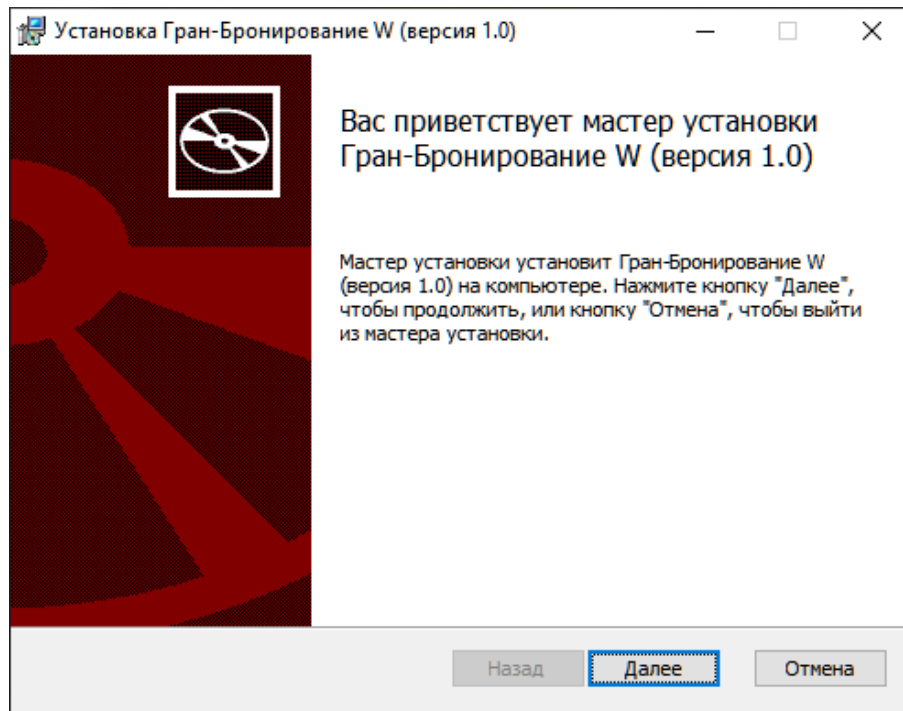 Установка Гран-Бронирование W (версия 1.0)
Вас приветствует мастер установки
Гран-Бронирование W (версия 1.0)
Мастер установки установит Гран-Бронирование W
(версия 1.0) на компьютере. Нажмите кнопку "Далее",
чтобы продолжить, или кнопку "Отмена", чтобы выйти
из мастера установки.
Назад Далее Отмена